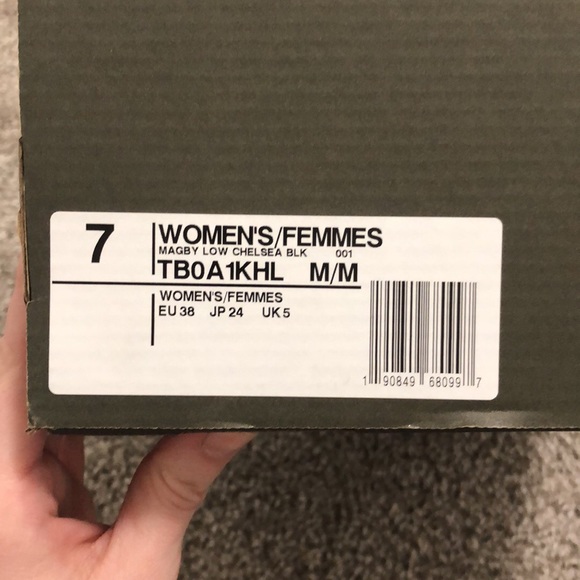 7
WOMEN'S/FEMMES
MAGBY LOW CHELSEA BLK 001
TB0A1KHL M/M
WOMEN'S/FEMMES
EU 38 JP 24 UK 5
1 90849 68099 7